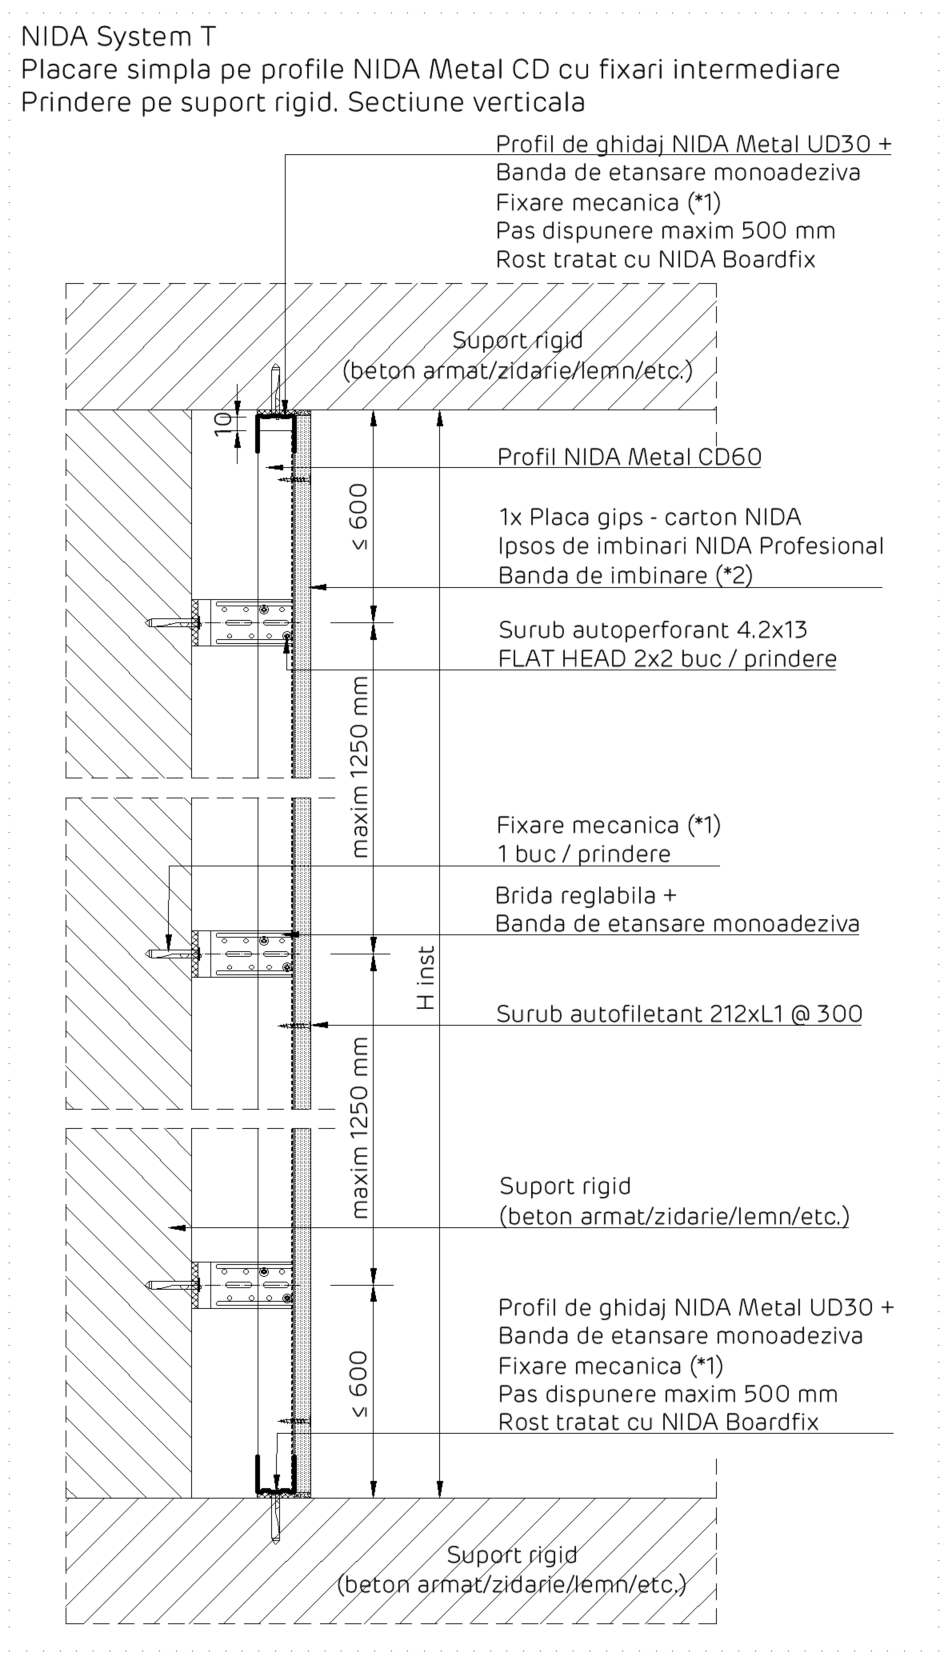 NIDA System T
Placare simpla pe profile NIDA Metal CD cu fixari intermediare
Prindere pe suport rigid. Sectiune verticala
Profil de ghidaj NIDA Metal UD30 +
Banda de etansare monoadeziva
Fixare mecanica (*1)
Pas dispunere maxim 500 mm
Rost tratat cu NIDA Boardfix
Suport rigid
(beton armat/zidarie/lemn/etc.)
10
Profil NIDA Metal CD60
≤ 600
1x Placa gips - carton NIDA
Ipsos de imbinari NIDA Profesional
Banda de imbinare (*2)
Surub autoperforant 4.2x13
FLAT HEAD 2x2 buc / prindere
maxim 1250 mm
Fixare mecanica (*1)
1 buc / prindere
Brida reglabila +
Banda de etansare monoadeziva
H inst
Surub autofiletant 212xL1 @ 300
maxim 1250 mm
Suport rigid
(beton armat/zidarie/lemn/etc.)
Profil de ghidaj NIDA Metal UD30 +
Banda de etansare monoadeziva
Fixare mecanica (*1)
Pas dispunere maxim 500 mm
Rost tratat cu NIDA Boardfix
≤ 600
Suport rigid
(beton armat/zidarie/lemn/etc.)